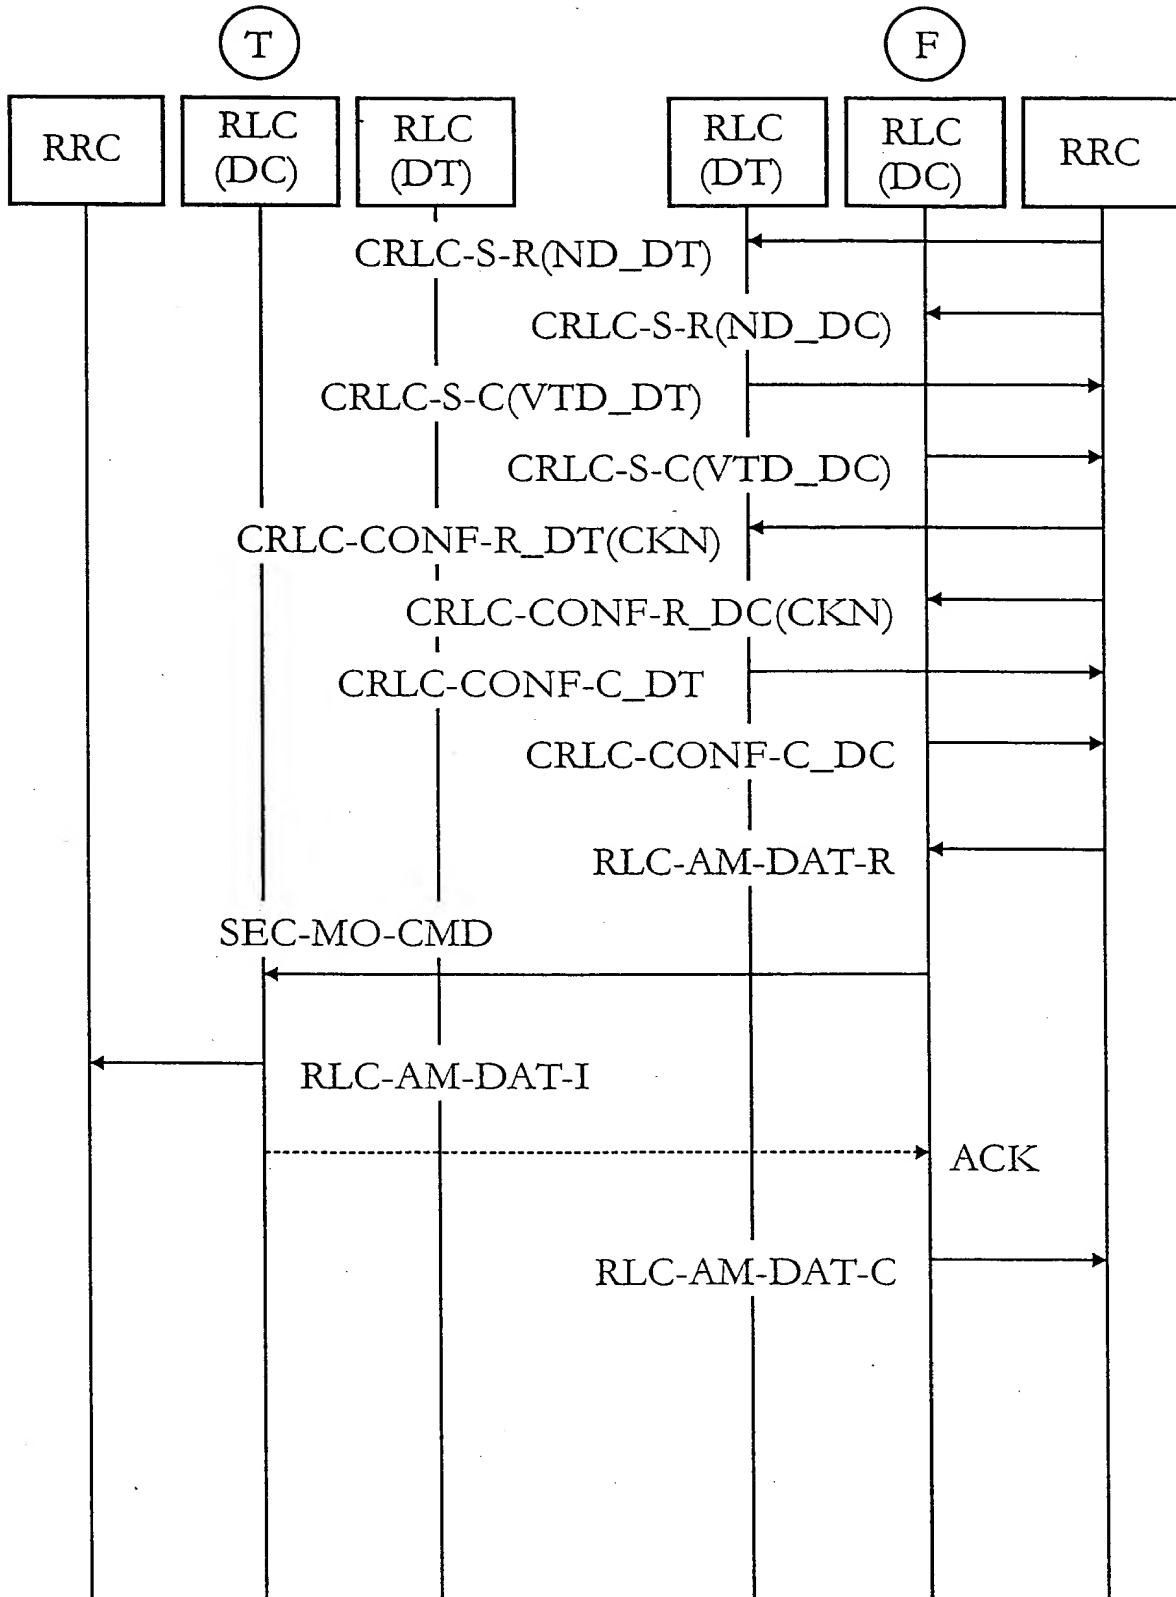 T
F
RRC
RLC
(DC)
RLC
(DT)
RLC
(DT)
RLC
(DC)
RRC
CRLC-S-R(ND_DT)
CRLC-S-R(ND_DC)
CRLC-S-C(VTD_DT)
CRLC-S-C(VTD_DC)
CRLC-CONF-R_DT(CKN)
CRLC-CONF-R_DC(CKN)
CRLC-CONF-C_DT
CRLC-CONF-C_DC
RLC-AM-DAT-R
SEC-MO-CMD
RLC-AM-DAT-I
ACK
RLC-AM-DAT-C